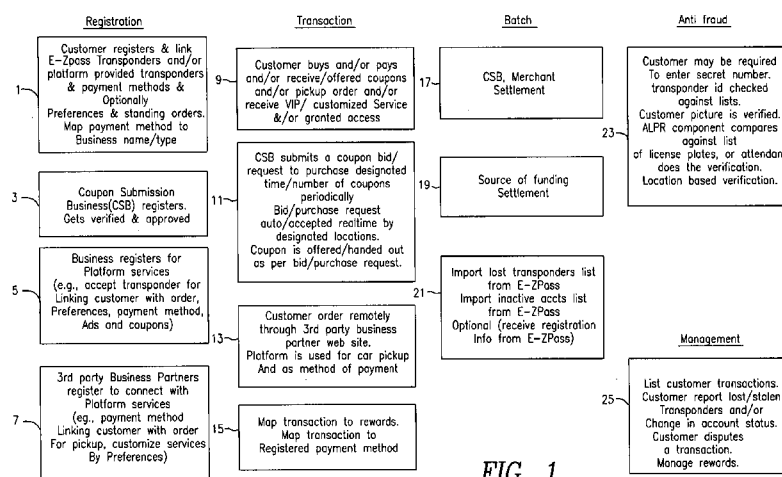 Registration
1
Customer registers & link
E-Zpass Transponders and/or
platform provided transponders
& payment methods &
Optionally
Preferences & standing orders.
Map payment method to
Business name/type
3
Coupon Submission
Business(CSB) registers.
Gets verified & approved
5
Business registers for
Platform services
(e.g., accept transponder for
Linking customer with order,
Preferences, payment method,
Ads and coupons)
7
3rd party Business Partners
register to connect with
Platform services
(eg., payment method
Linking customer with order
For pickup, customize services
By Preferences)
Transaction
9
Customer buys and/or pays
and/or receive/offered coupons
and/or pickup order and/or
receive VIP/ customized Service
&/or granted access
11
CSB submits a coupon bid/
request to purchase designated
time/number of coupons
periodically
Bid/purchase request
auto/accepted realtime by
designated locations.
Coupon is offered/handed out
as per bid/purchase request.
13
Customer order remotely
through 3rd party business
partner web site.
Platform is used for car pickup
And as method of payment
15
Map transaction to rewards.
Map transaction to
Registered payment method
Batch
17
CSB, Merchant
Settlement
19
Source of funding
Settlement
21
Import lost transponders list
from E-ZPass
Import inactive accts list
from E-ZPass
Optional (receive registration
Info from E-ZPass)
Anti fraud
23
Customer may be required
To enter secret number.
transponder id checked
against lists.
Customer picture is verified.
ALPR component compares
against list
of license plates, or attendan
does the verification.
Location based verification.
Management
25
List customer transactions.
Customer report lost/stolen
Transponders and/or
Change in account status.
Customer disputes
a transaction.
Manage rewards.
FIG. 1